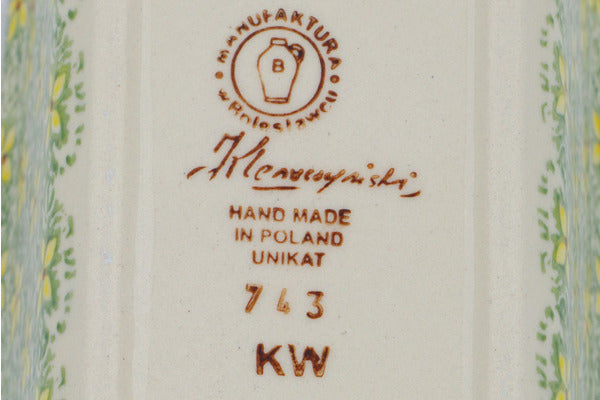 MANUFAKTURA
w Bolesławcu
B
HAND MADE
IN POLAND
UNIKAT
743
KW